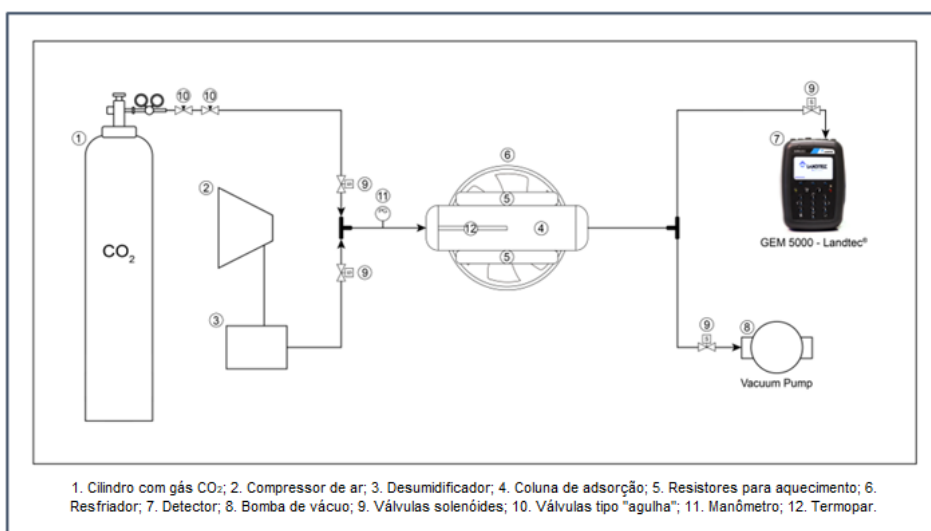 ⑩ ⑩
⑨
①
⑥
⑦
②
⑨
⑪
⑤
PG
CO₂
⑫ ④
LANDTEC
GEM 5000 - Landtec®
⑨
⑤
③
⑨ ⑧
S
Vacuum Pump
1. Cilindro com gás CO₂; 2. Compressor de ar; 3. Desumidificador; 4. Coluna de adsorção; 5. Resistores para aquecimento; 6.
Resfriador; 7. Detector; 8. Bomba de vácuo; 9. Válvulas solenóides; 10. Válvulas tipo "agulha"; 11. Manômetro; 12. Termopar.